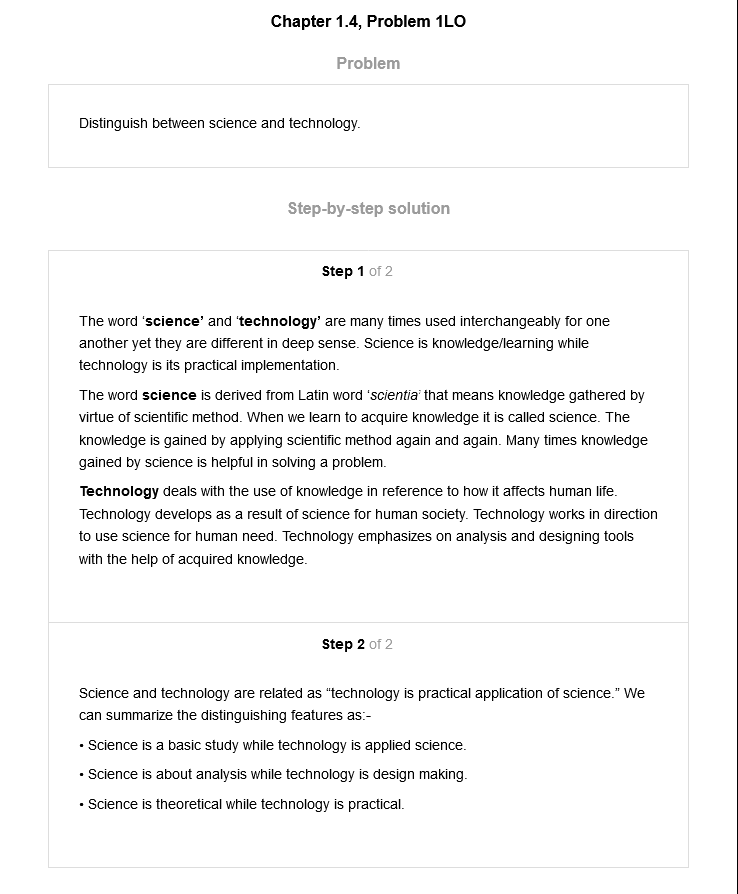 Chapter 1.4, Problem 1LO
Problem
Distinguish between science and technology.
Step-by-step solution
Step 1 of 2
The word ‘science’ and ‘technology’ are many times used interchangeably for one
another yet they are different in deep sense. Science is knowledge/learning while
technology is its practical implementation.
The word science is derived from Latin word ‘scientia’ that means knowledge gathered by
virtue of scientific method. When we learn to acquire knowledge it is called science. The
knowledge is gained by applying scientific method again and again. Many times knowledge
gained by science is helpful in solving a problem.
Technology deals with the use of knowledge in reference to how it affects human life.
Technology develops as a result of science for human society. Technology works in direction
to use science for human need. Technology emphasizes on analysis and designing tools
with the help of acquired knowledge.
Step 2 of 2
Science and technology are related as “technology is practical application of science.” We
can summarize the distinguishing features as:-
• Science is a basic study while technology is applied science.
• Science is about analysis while technology is design making.
• Science is theoretical while technology is practical.